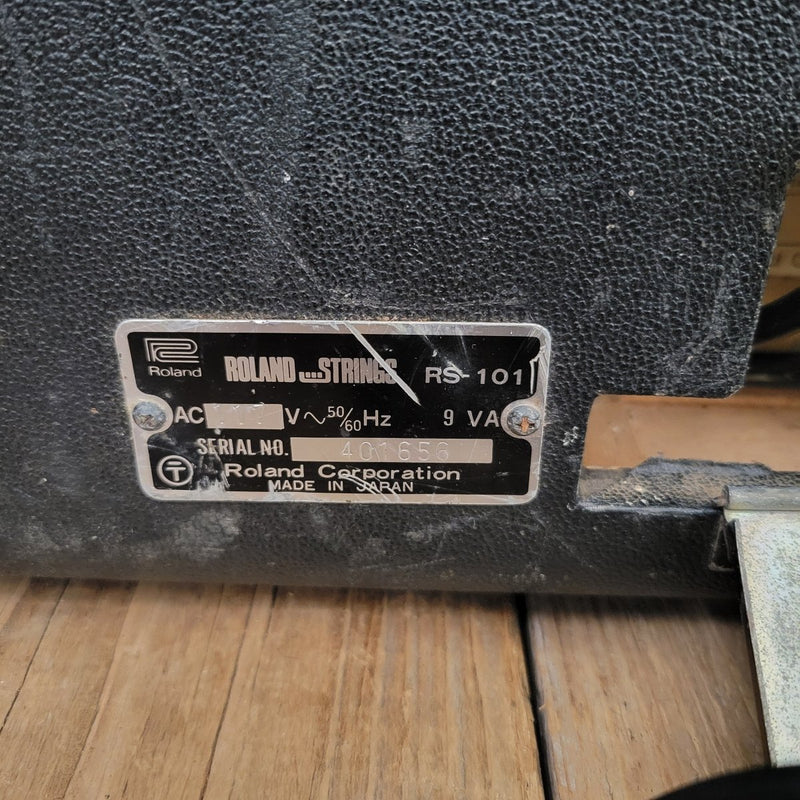 Roland
ROLAND STRINGS RS-101
AC V~50/60Hz 9 VA
SERIAL NO. 401656
T
Roland Corporation
MADE IN JAPAN